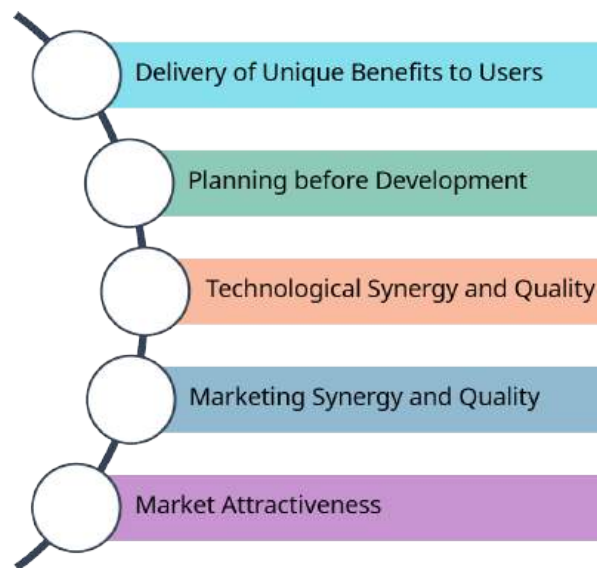 Delivery of Unique Benefits to Users
Planning before Development
Technological Synergy and Quality
Marketing Synergy and Quality
Market Attractiveness